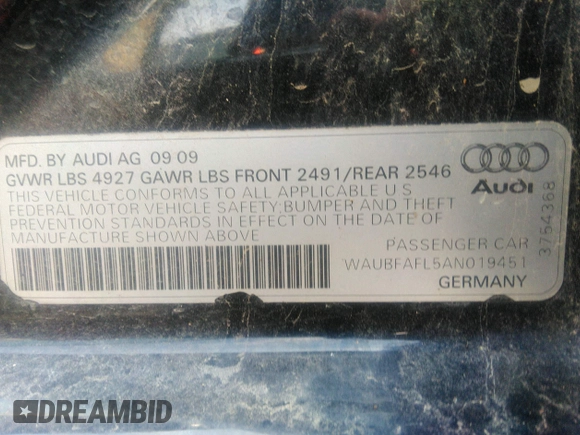 MFD. BY AUDI AG 09 09
GVWR LBS 4927 GAWR LBS FRONT 2491/REAR 2546
THIS VEHICLE CONFORMS TO ALL APPLICABLE U S
FEDERAL MOTOR VEHICLE SAFETY;BUMPER AND THEFT
PREVENTION STANDARDS IN EFFECT ON THE DATE OF
MANUFACTURE SHOWN ABOVE
Audi
PASSENGER CAR
WAUBFAFL5AN019451
GERMANY
3754368
DREAMBID